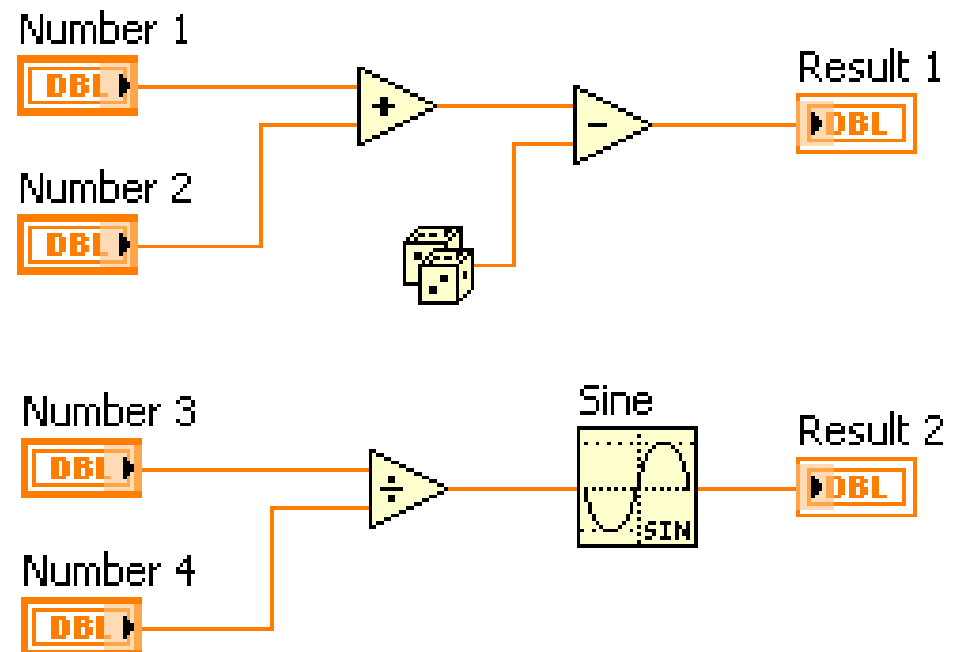 Number 1
DBL
Result 1
DBL
+
−
Number 2
DBL
Number 3
DBL
Sine
SIN
Result 2
DBL
÷
Number 4
DBL